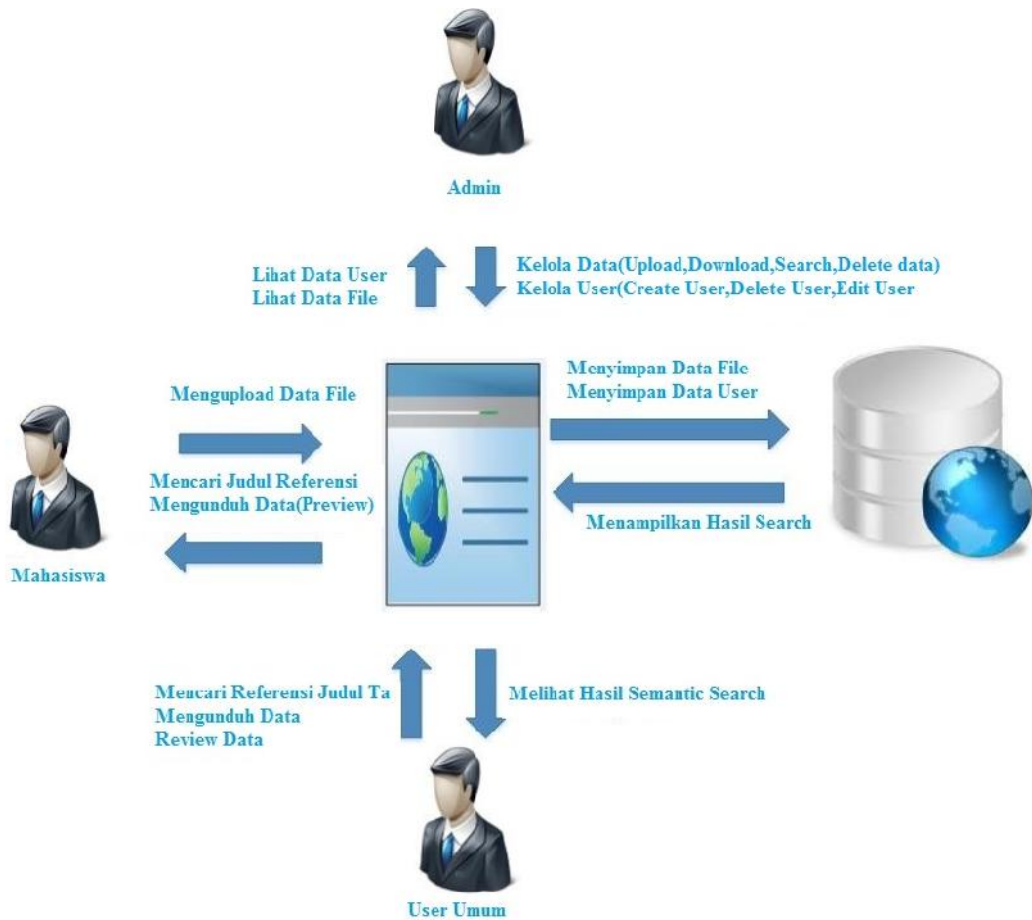 Admin
Lihat Data User
Lihat Data File
Kelola Data(Upload,Download,Search,Delete data)
Kelola User(Create User,Delete User,Edit User
Mengupload Data File
Menyimpan Data File
Menyimpan Data User
Mencari Judul Referensi
Mengunduh Data(Preview)
Menampilkan Hasil Search
Mahasiswa
Mencari Referensi Judul Ta
Mengunduh Data
Review Data
Melihat Hasil Semantic Search
User Umum